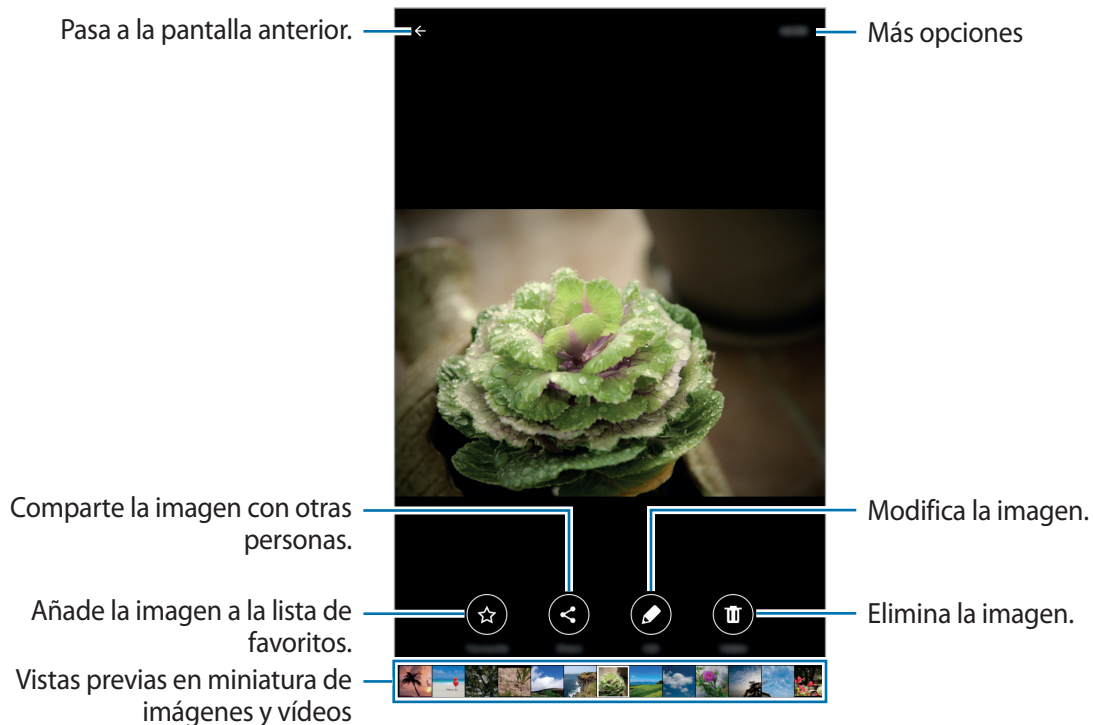 Pasa a la pantalla anterior.
Más opciones
Comparte la imagen con otras
personas.
Modifica la imagen.
Añade la imagen a la lista de
favoritos.
Elimina la imagen.
Vistas previas en miniatura de
imágenes y vídeos